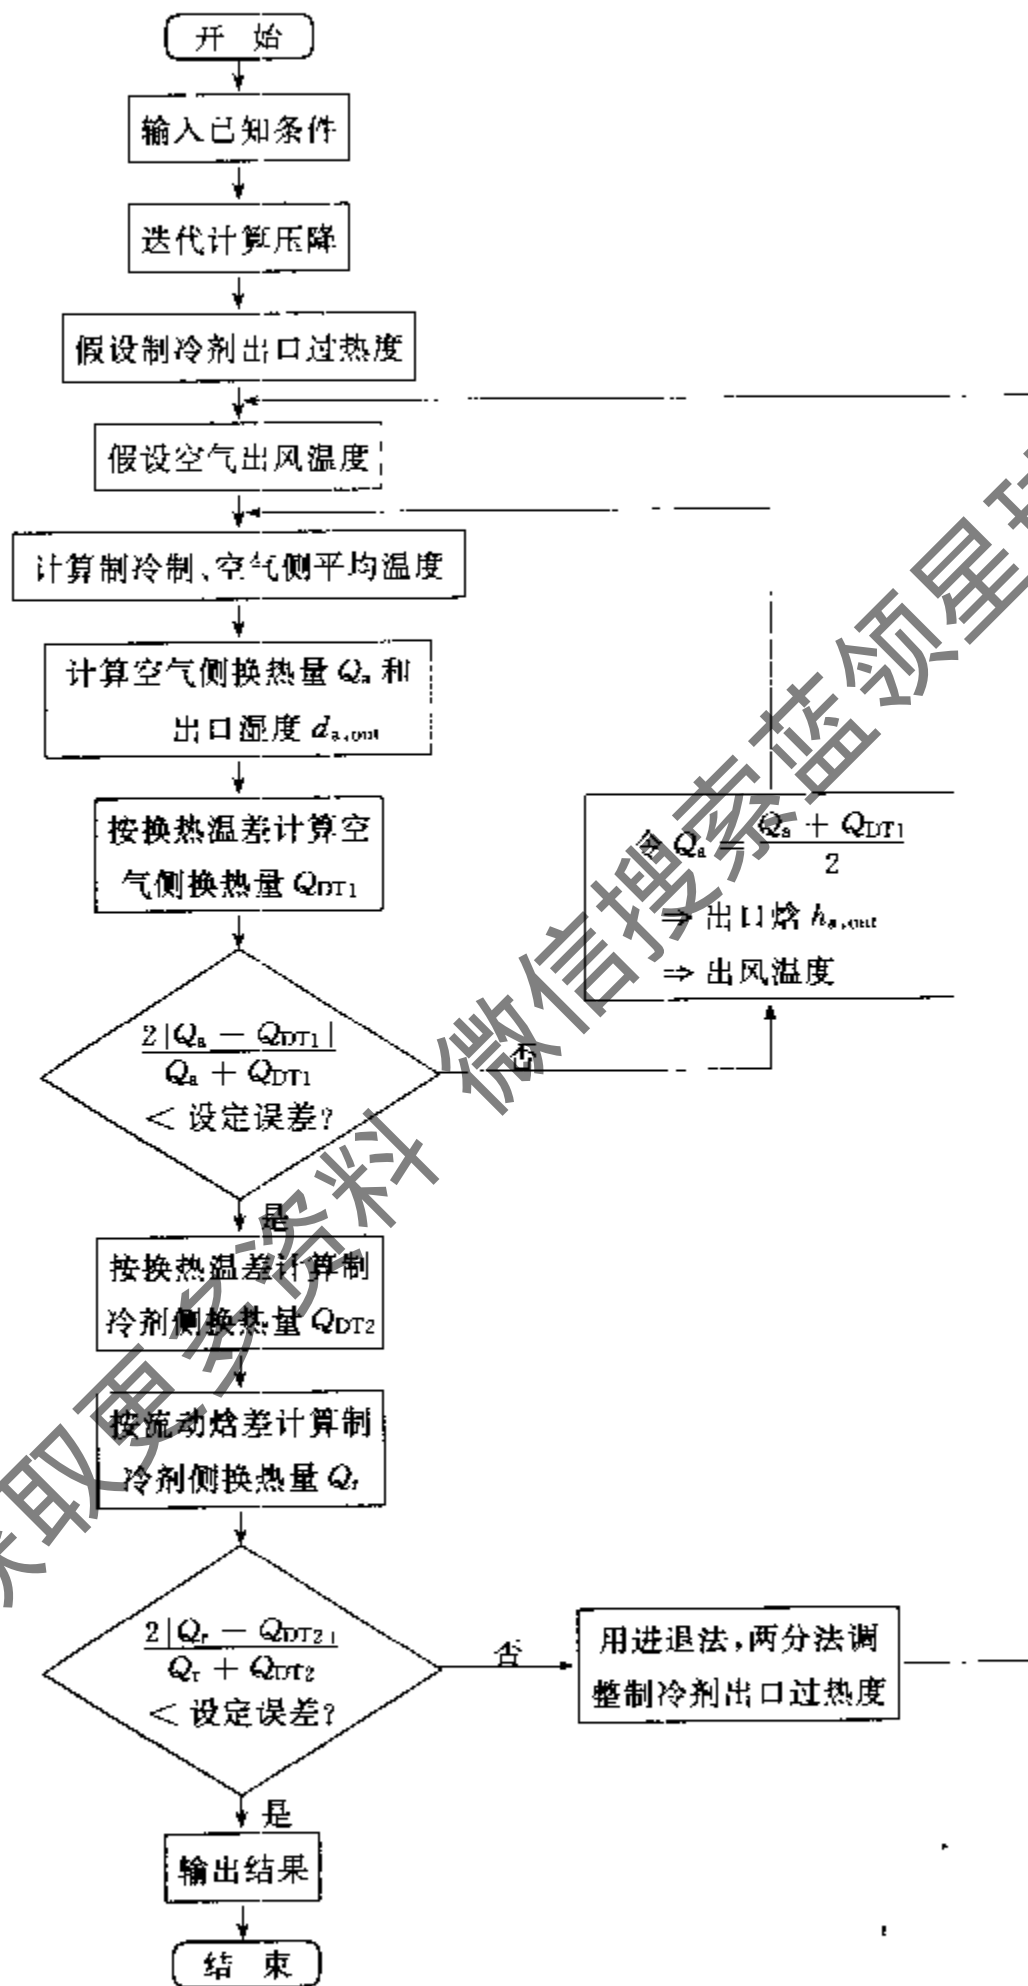 开 始
输入已知条件
迭代计算压降
假设制冷剂出口过热度
假设空气出风温度
计算制冷制、空气侧平均温度
计算空气侧换热量 Qa 和
出口湿度 da,out
按换热温差计算空
气侧换热量 QDT1
令 Qa = (Qa + QDT1) / 2
⇒ 出口焓 ha,out
⇒ 出风温度
2|Qa − QDT1|
Qa + QDT1
< 设定误差?
否
是
按换热温差计算制
冷剂侧换热量 QDT2
按流动焓差计算制
冷剂侧换热量 Qr
2|Qr − QDT2|
Qr + QDT2
< 设定误差?
否
用进退法,两分法调
整制冷剂出口过热度
是
输出结果
结 束
获取更多资料 微信搜索蓝领星球